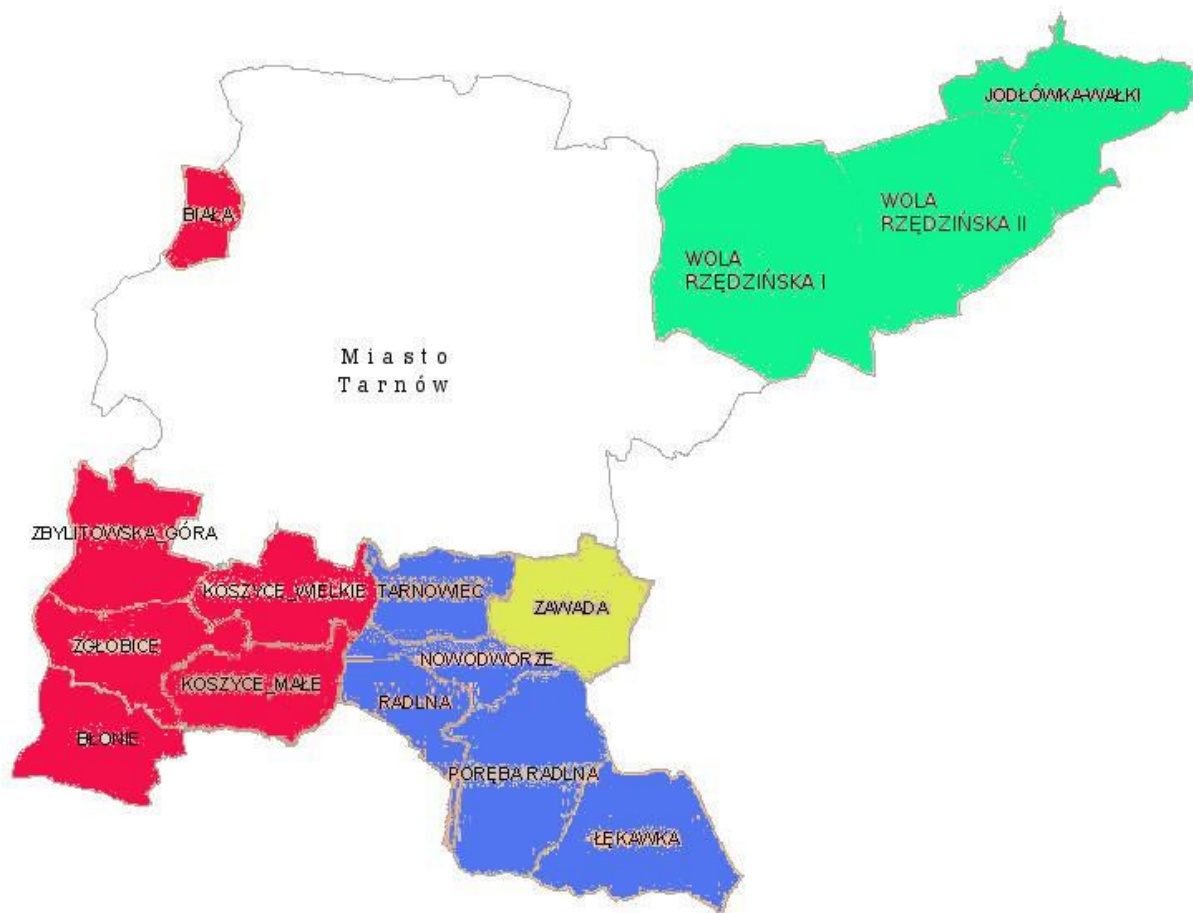 JODŁÓWKA-WAŁKI
WOLA
RZĘDZIŃSKA II
BIAŁA
WOLA
RZĘDZIŃSKA I
Miasto
Tarnów
ZBYLITOWSKA_GÓRA
KOSZYCE_WIELKIE
TARNOWIEC
ZAWADA
ZGŁOBICE
NOWODWORZE
KOSZYCE_MAŁE
RADLNA
BŁONIE
PORĘBA RADLNA
ŁĘKAWKA